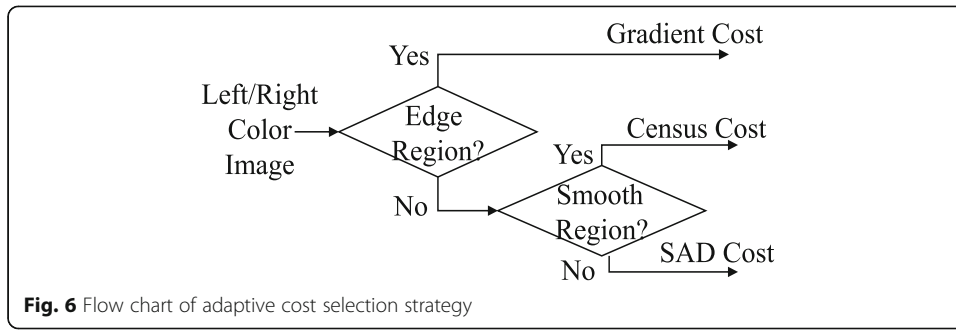 Gradient Cost
Yes
Left/Right
Color
Image
Edge
Region?
Census Cost
Yes
No
Smooth
Region?
SAD Cost
No
Fig. 6 Flow chart of adaptive cost selection strategy